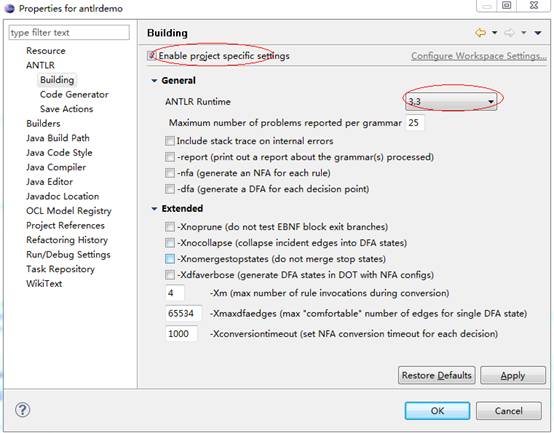 Properties for antlrdemo
type filter text
Resource
ANTLR
Building
Code Generator
Save Actions
Builders
Java Build Path
Java Code Style
Java Compiler
Java Editor
Javadoc Location
OCL Model Registry
Project References
Refactoring History
Run/Debug Settings
Task Repository
WikiText
Building
Enable project specific settings
Configure Workspace Settings...
General
ANTLR Runtime
3.3
Maximum number of problems reported per grammar 25
Include stack trace on internal errors
-report (print out a report about the grammar(s) processed)
-nfa (generate an NFA for each rule)
-dfa (generate a DFA for each decision point)
Extended
-Xnoprune (do not test EBNF block exit branches)
-Xnocollapse (collapse incident edges into DFA states)
-Xnomergestopstates (do not merge stop states)
-Xdfaverbose (generate DFA states in DOT with NFA configs)
4 -Xm (max number of rule invocations during conversion)
65534 -Xmaxdfaedges (max "comfortable" number of edges for single DFA state)
1000 -Xconversiontimeout (set NFA conversion timeout for each decision)
Restore Defaults
Apply
OK
Cancel